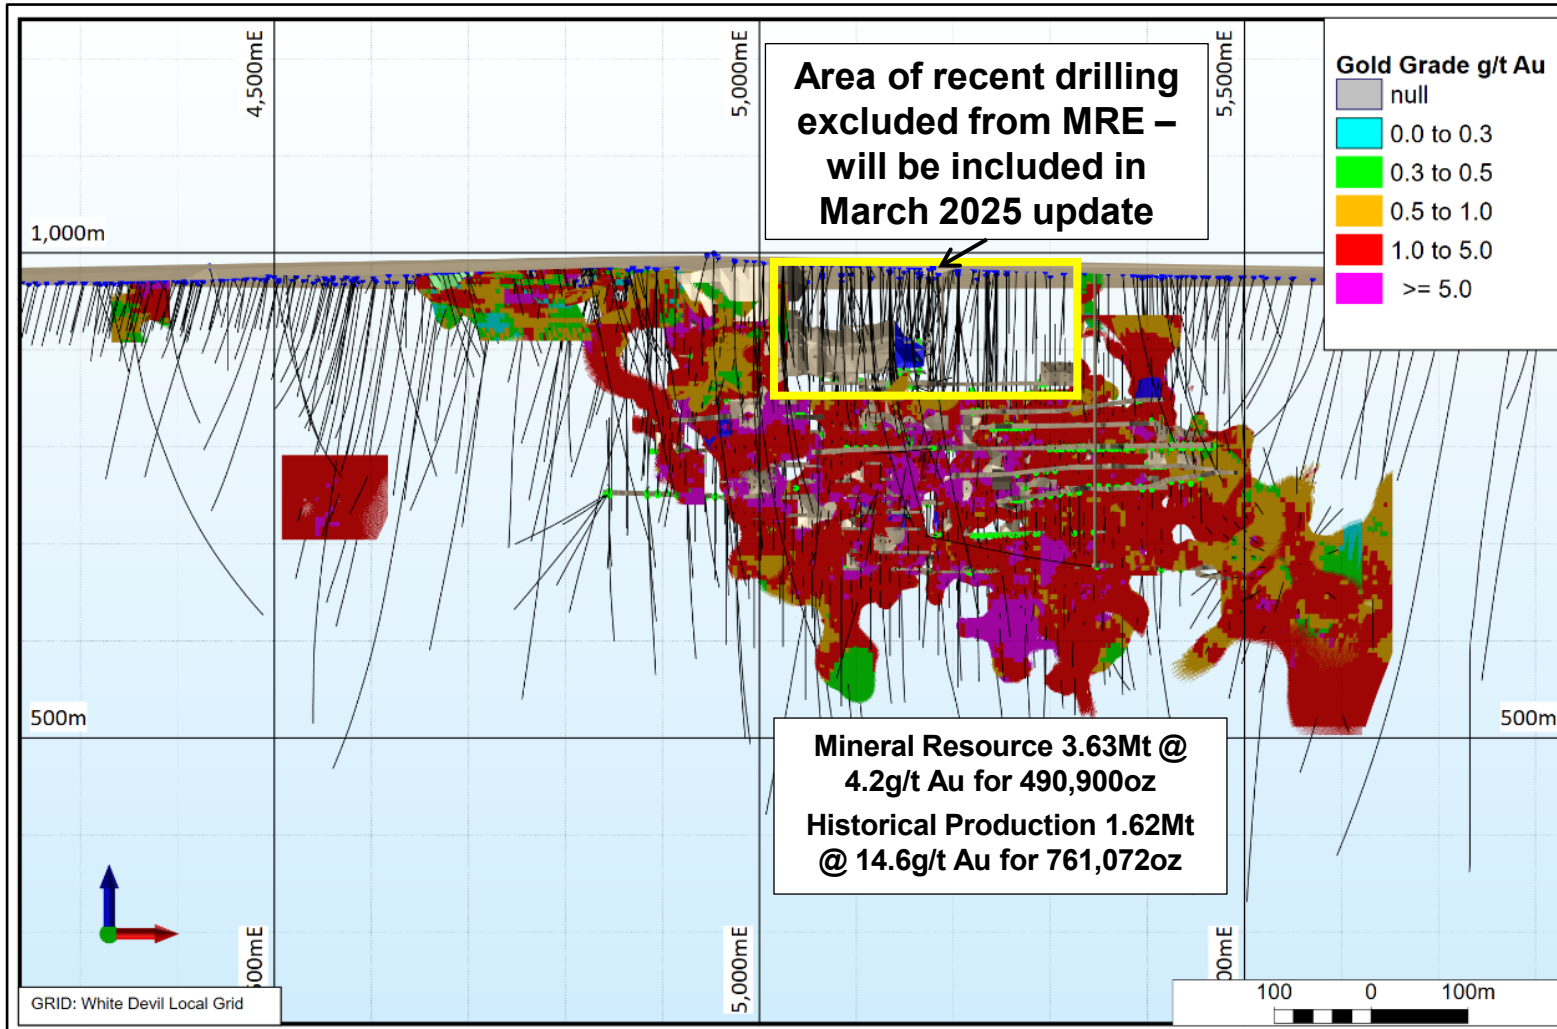 4,500mE
5,000mE
5,500mE
Area of recent drilling
excluded from MRE –
will be included in
March 2025 update
Gold Grade g/t Au
null
0.0 to 0.3
0.3 to 0.5
0.5 to 1.0
1.0 to 5.0
>= 5.0
1,000m
500m
500m
Mineral Resource 3.63Mt @
4.2g/t Au for 490,900oz
Historical Production 1.62Mt
@ 14.6g/t Au for 761,072oz
500mE
5,000mE
00mE
GRID: White Devil Local Grid
100 0 100m